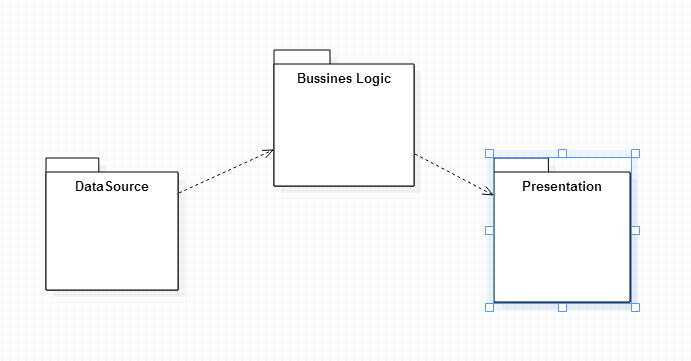 Bussines Logic
DataSource
Presentation